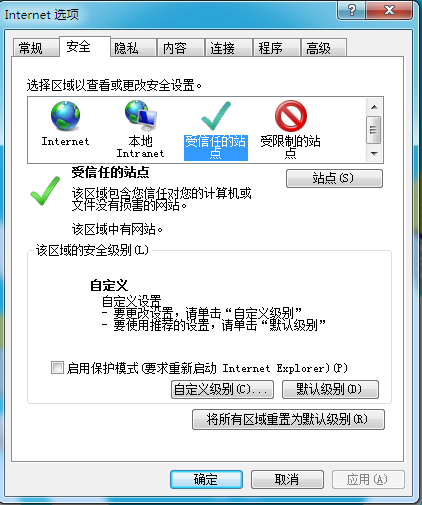 Internet 选项
常规
安全
隐私
内容
连接
程序
高级
选择区域以查看或更改安全设置。
Internet
本地
Intranet
受信任的站
点
受限制的站
点
受信任的站点
站点(S)
该区域包含您信任对您的计算机或
文件没有损害的网站。
该区域中有网站。
该区域的安全级别(L)
自定义
自定义设置
- 要更改设置，请单击“自定义级别”
- 要使用推荐的设置，请单击“默认级别”
启用保护模式(要求重新启动 Internet Explorer)(P)
自定义级别(C)...
默认级别(D)
将所有区域重置为默认级别(R)
确定
取消
应用(A)